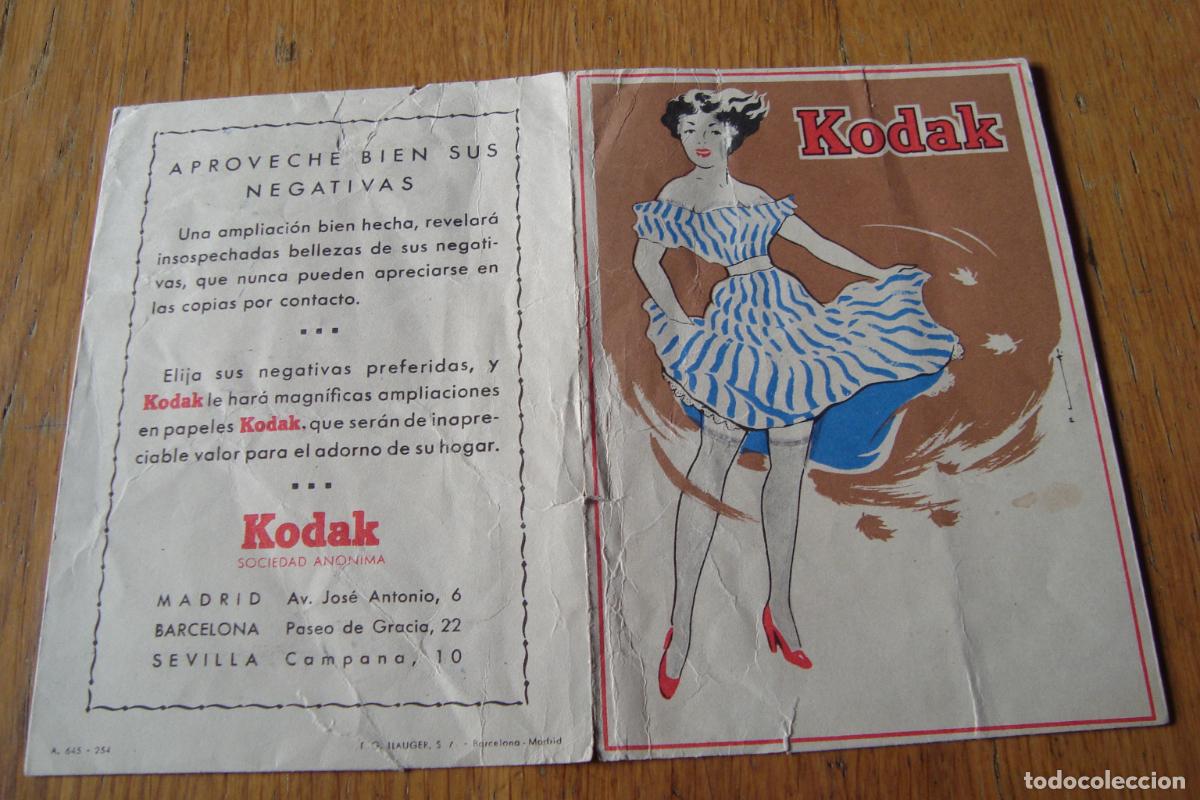 APROVECHE BIEN SUS
NEGATIVAS
Una ampliación bien hecha, revelará
insospechadas bellezas de sus negati-
vas, que nunca pueden apreciarse en
las copias por contacto.
Elija sus negativas preferidas, y
Kodak le hará magníficas ampliaciones
en papeles Kodak, que serán de inapre-
ciable valor para el adorno de su hogar.
Kodak
SOCIEDAD ANONIMA
MADRID Av. José Antonio, 6
BARCELONA Paseo de Gracia, 22
SEVILLA Campana, 10
A. 645 - 254
I. G. ILAUGER, S. A. - Barcelona - Madrid
Kodak
todocoleccion